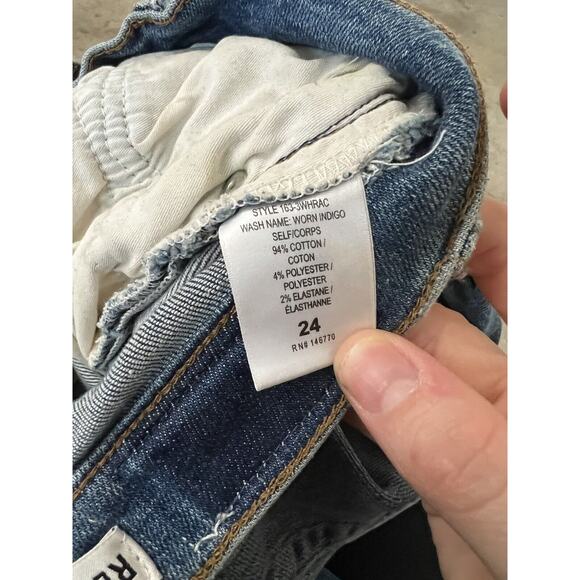 STYLE 163-3WHRAC
WASH NAME: WORN INDIGO
SELF/CORPS
94% COTTON /
COTON
4% POLYESTER /
POLYESTER
2% ELASTANE /
ÉLASTHANNE
24
RN# 146770